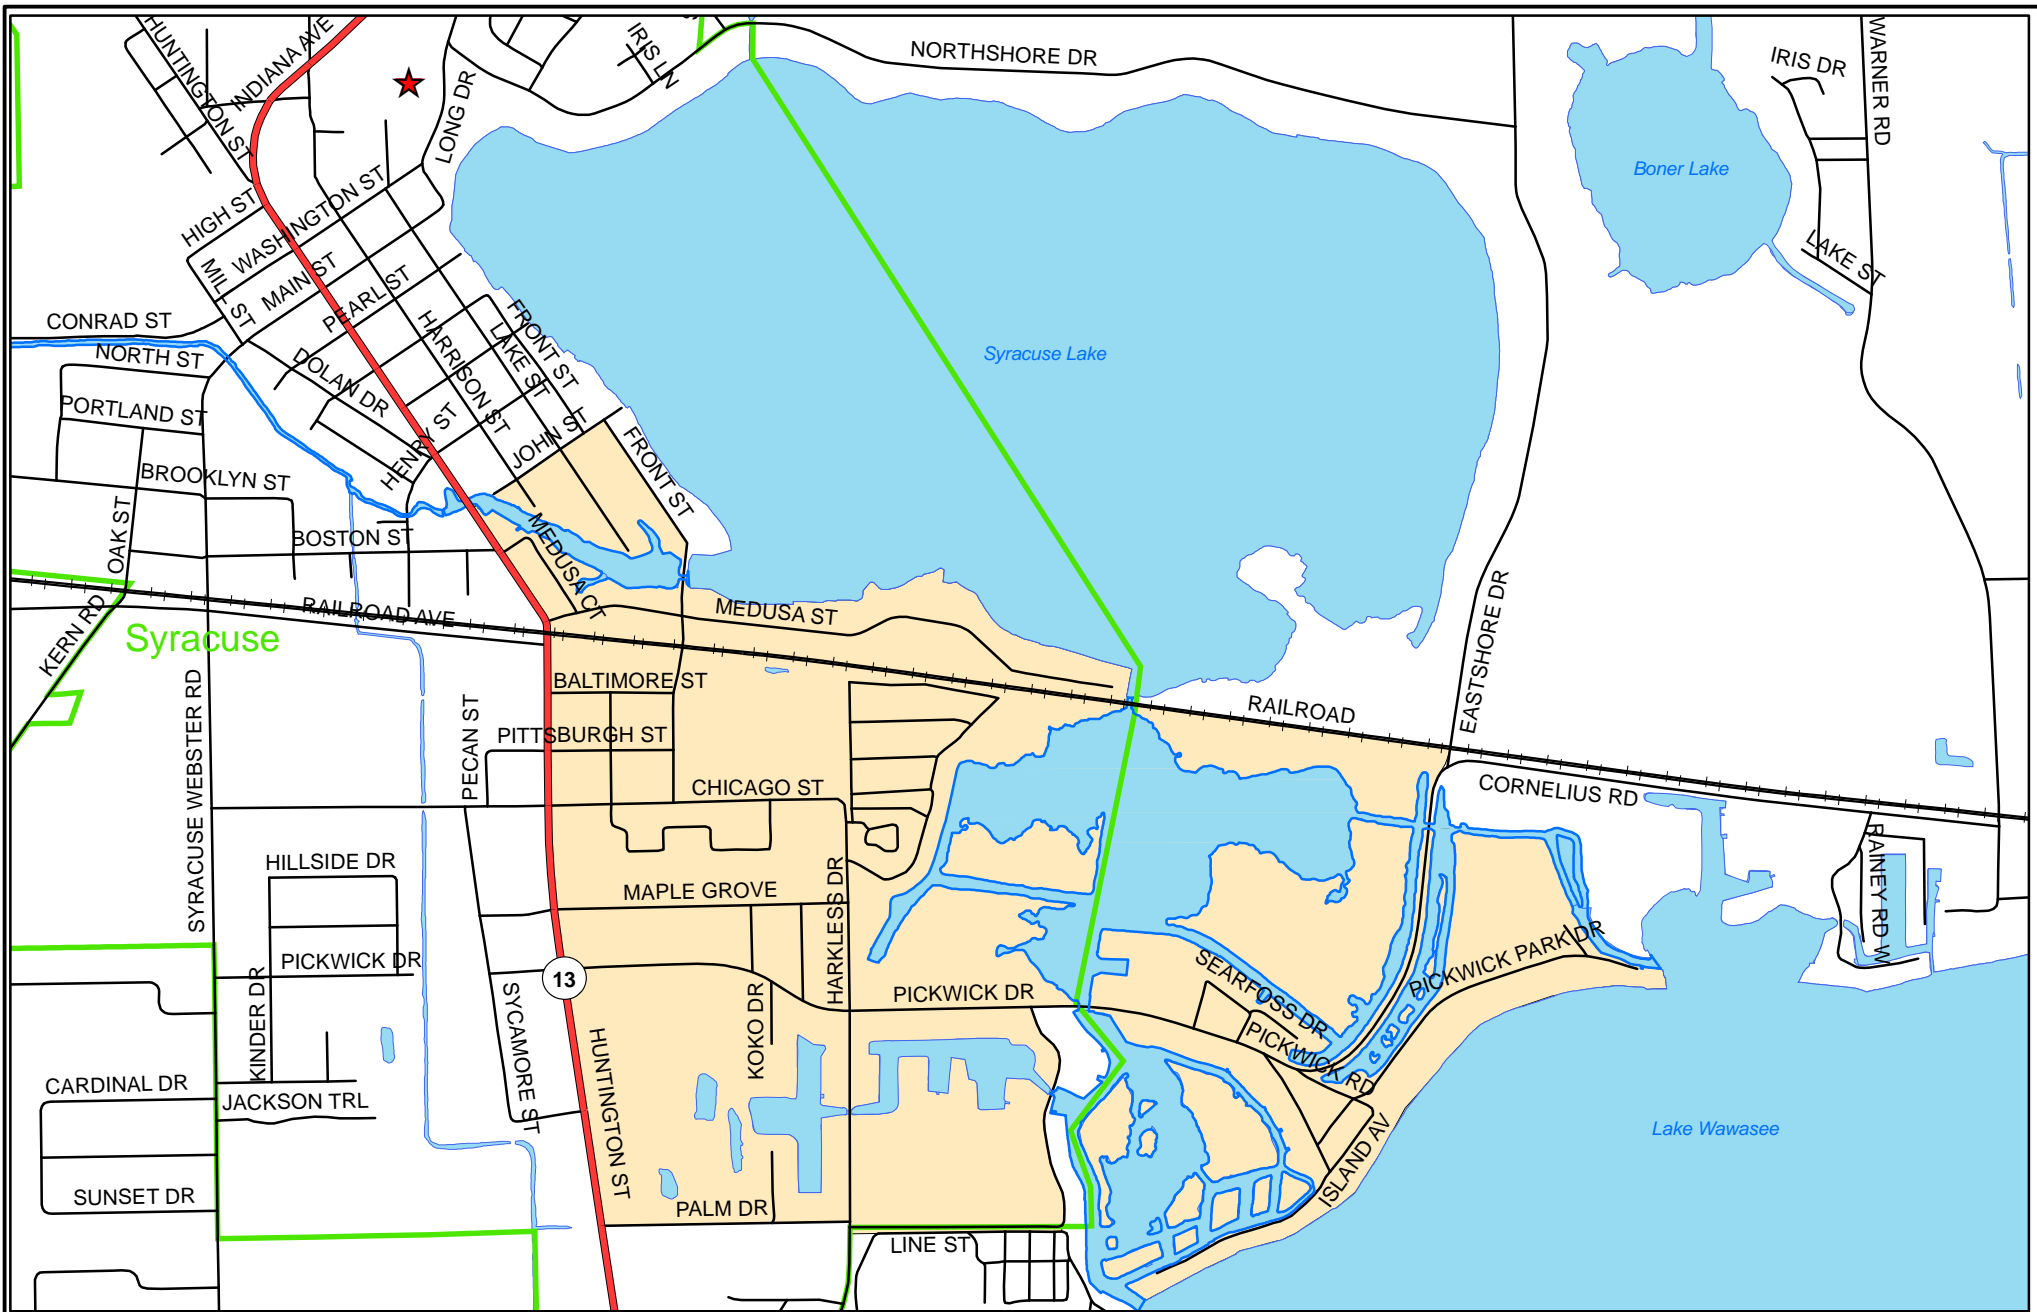 HUNTINGTON ST
INDIANA AVE
IRIS LN
NORTHSHORE DR
IRIS DR
WARNER RD
LONG DR
Boner Lake
HIGH ST
WASHINGTON ST
MILL ST
MAIN ST
PEARL ST
LAKE ST
CONRAD ST
NORTH ST
DOLAN DR
HARRISON ST
LAKE ST
FRONT ST
Syracuse Lake
PORTLAND ST
HENRY ST
JOHN ST
FRONT ST
BROOKLYN ST
OAK ST
BOSTON ST
MEDUSA CT
KERN RD
RAILROAD AVE
MEDUSA ST
EASTSHORE DR
Syracuse
SYRACUSE WEBSTER RD
PECAN ST
BALTIMORE ST
RAILROAD
PITTSBURGH ST
CHICAGO ST
CORNELIUS RD
HILLSIDE DR
MAPLE GROVE
HARKLESS DR
RAINEY RD W
PICKWICK DR
KINDER DR
13
SYCAMORE ST
KOKO DR
PICKWICK DR
SEARFOSS DR
PICKWICK PARK DR
PICKWICK RD
HUNTINGTON ST
CARDINAL DR
JACKSON TRL
ISLAND AV
Lake Wawasee
SUNSET DR
PALM DR
LINE ST